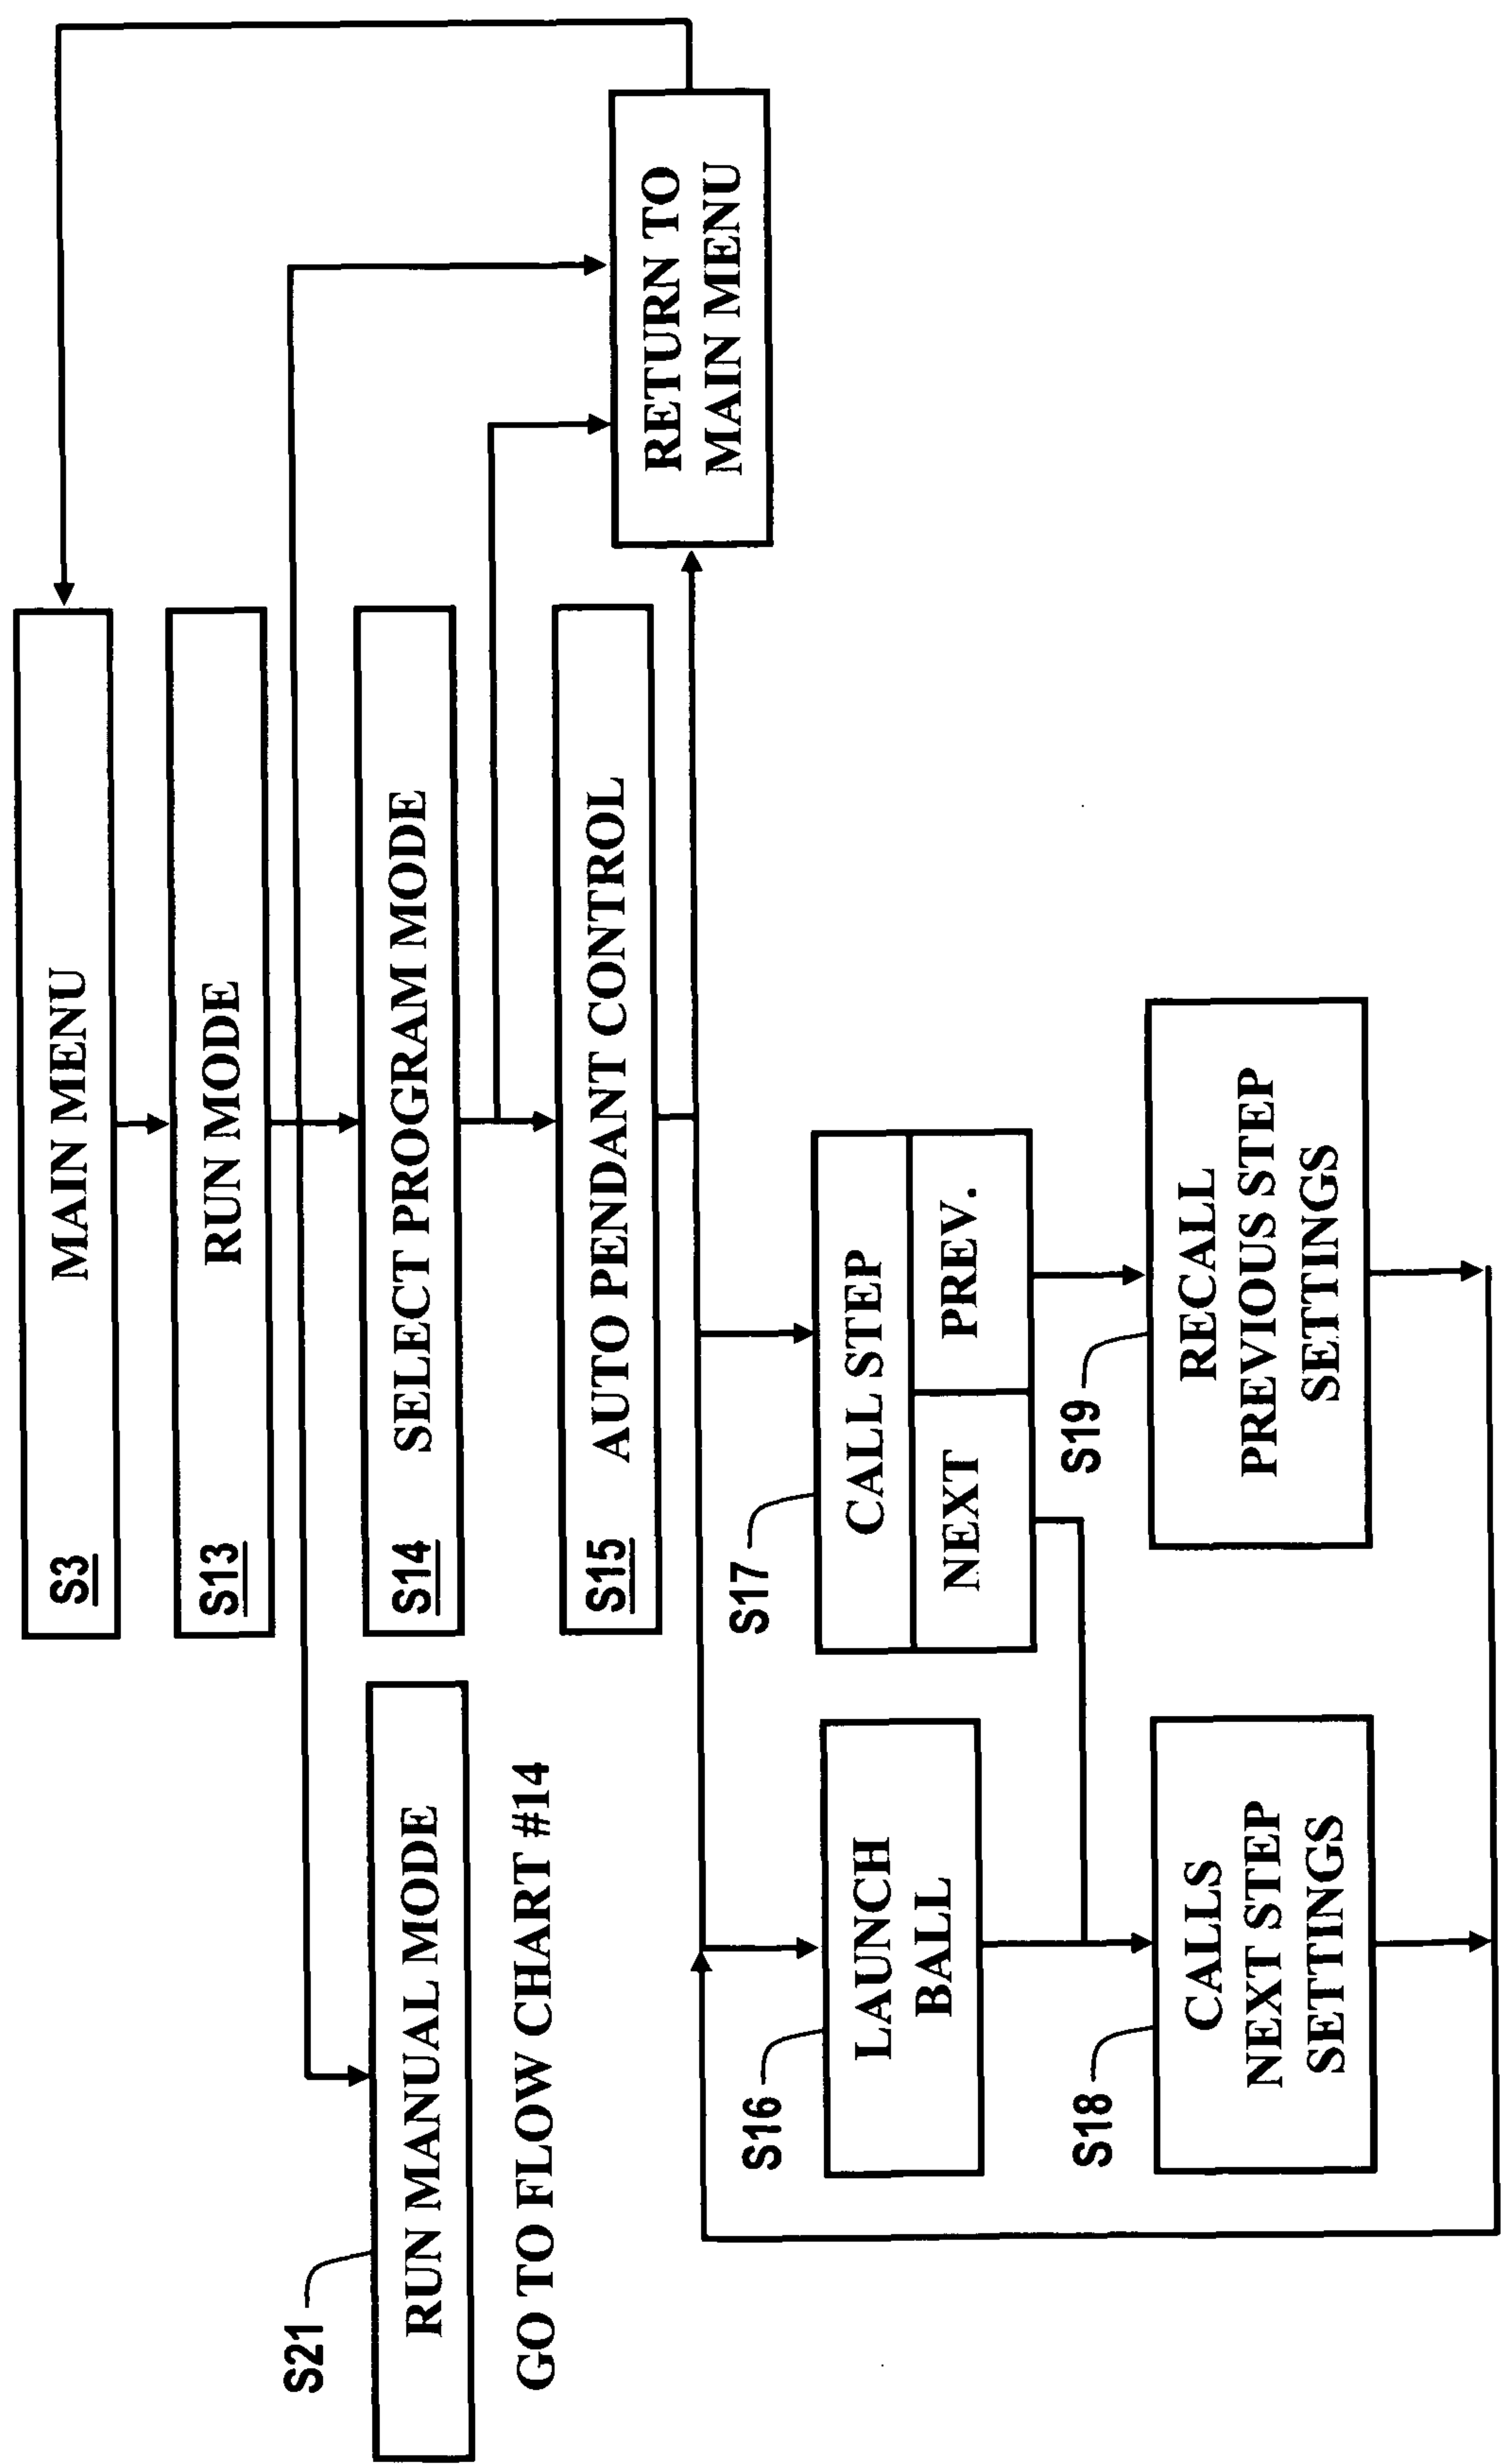 S3 MAIN MENU
S13 RUN MODE
S21
RUN MANUAL MODE
GO TO FLOW CHART #14
S14 SELECT PROGRAM MODE
S15 AUTO PENDANT CONTROL
RETURN TO
MAIN MENU
S16
LAUNCH
BALL
S17
CALL STEP
NEXT PREV.
S18
CALLS
NEXT STEP
SETTINGS
S19
RECALL
PREVIOUS STEP
SETTINGS